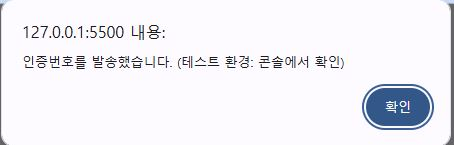 127.0.0.1:5500 내용:
인증번호를 발송했습니다. (테스트 환경: 콘솔에서 확인)
확인